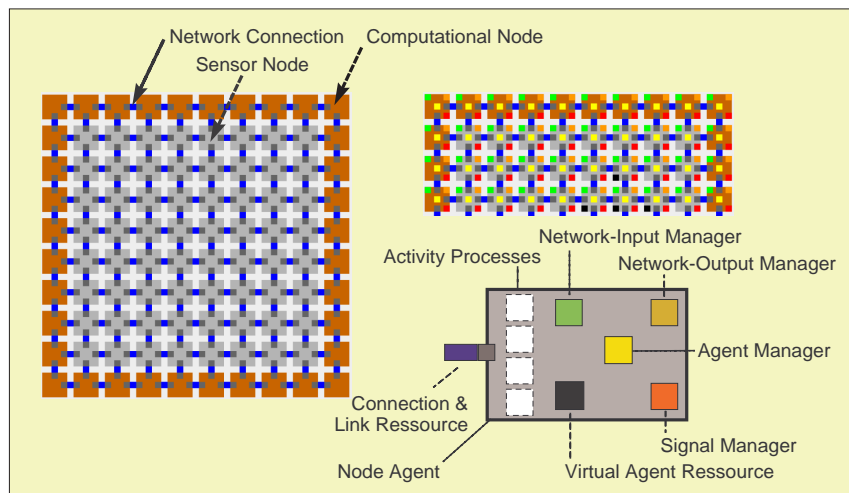 Network Connection
Computational Node
Sensor Node
Network-Input Manager
Activity Processes
Network-Output Manager
Agent Manager
Connection &
Link Ressource
Signal Manager
Node Agent
Virtual Agent Ressource